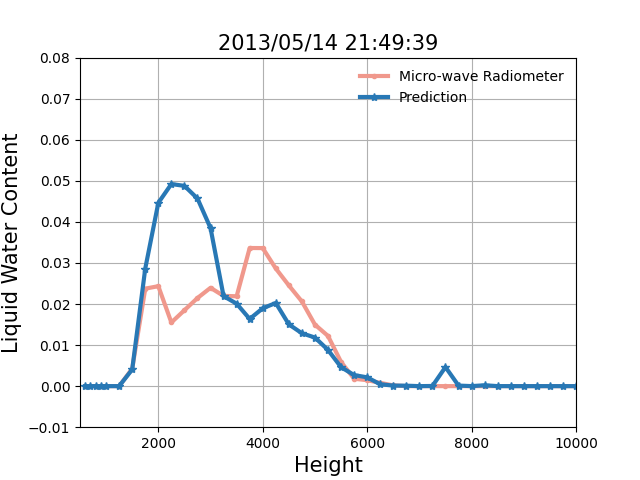 2013/05/14 21:49:39
0.08
0.07
0.06
0.05
0.04
0.03
0.02
0.01
0.00
−0.01
Liquid Water Content
Micro-wave Radiometer
Prediction
2000 4000 6000 8000 10000
Height